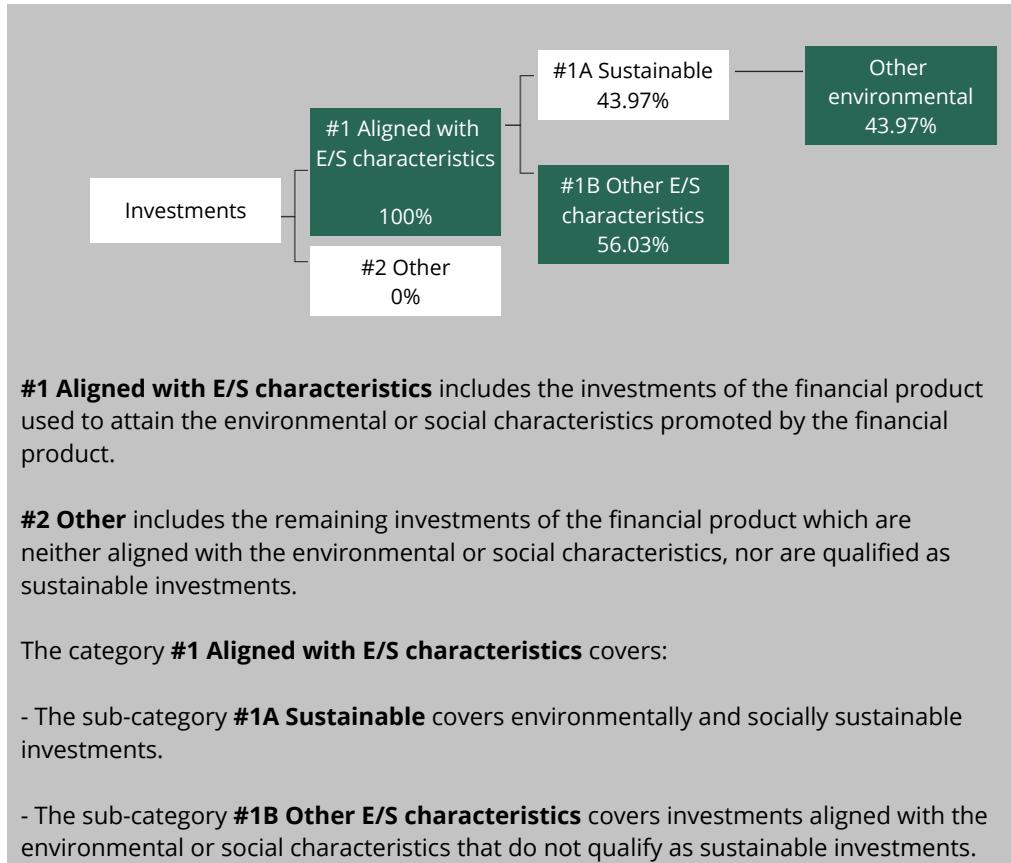 Investments
#1 Aligned with
E/S characteristics
100%
#2 Other
0%
#1A Sustainable
43.97%
#1B Other E/S
characteristics
56.03%
Other
environmental
43.97%
#1 Aligned with E/S characteristics includes the investments of the financial product
used to attain the environmental or social characteristics promoted by the financial
product.
#2 Other includes the remaining investments of the financial product which are
neither aligned with the environmental or social characteristics, nor are qualified as
sustainable investments.
The category #1 Aligned with E/S characteristics covers:
- The sub-category #1A Sustainable covers environmentally and socially sustainable
investments.
- The sub-category #1B Other E/S characteristics covers investments aligned with the
environmental or social characteristics that do not qualify as sustainable investments.